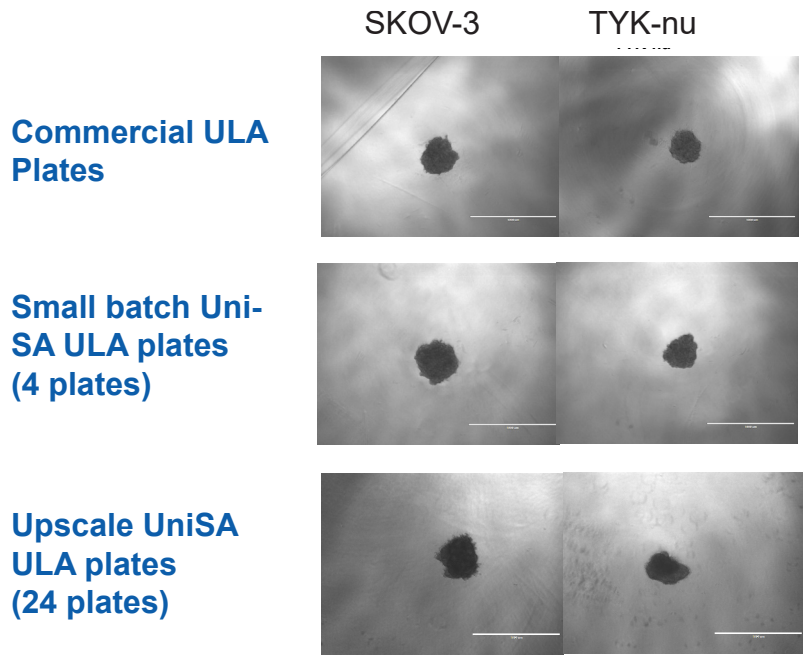 SKOV-3
TYK-nu
Commercial ULA
Plates
Small batch Uni-
SA ULA plates
(4 plates)
Upscale UniSA
ULA plates
(24 plates)